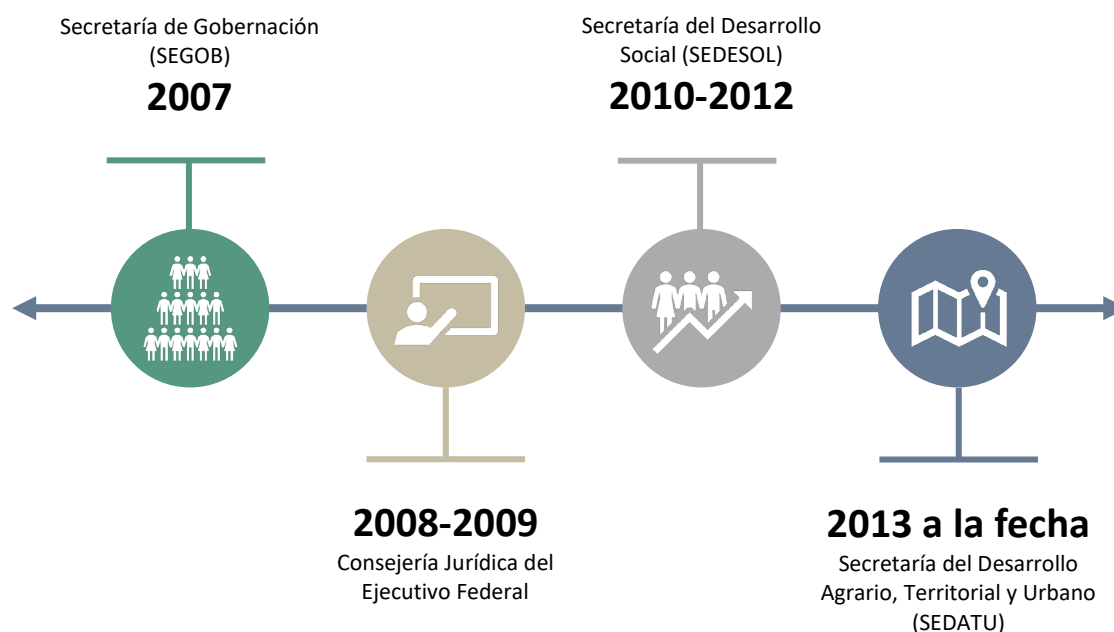 Secretaría de Gobernación
(SEGOB)
2007
Secretaría del Desarrollo
Social (SEDESOL)
2010-2012
2008-2009
Consejería Jurídica del
Ejecutivo Federal
2013 a la fecha
Secretaría del Desarrollo
Agrario, Territorial y Urbano
(SEDATU)